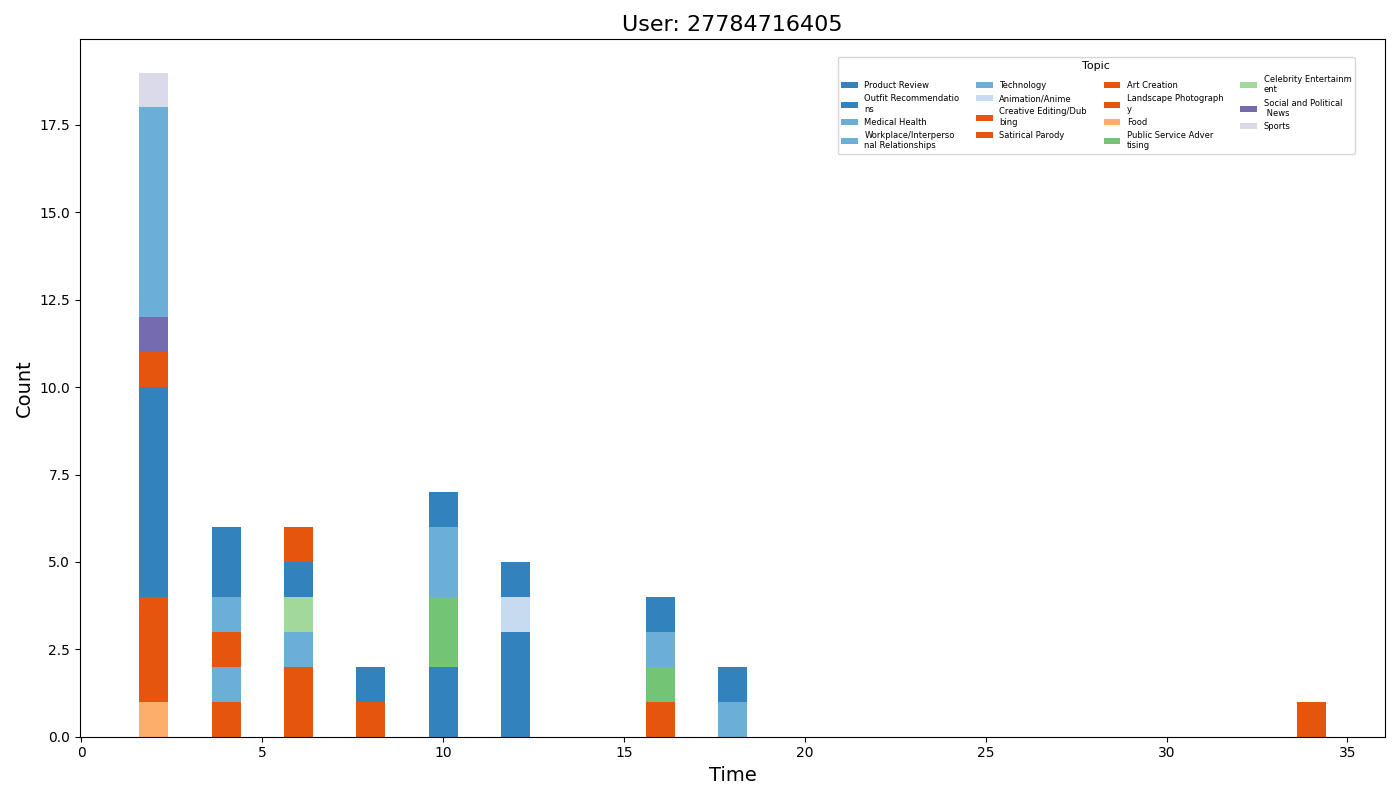 User: 27784716405
Topic
Product Review
Outfit Recommendatio
ns
Medical Health
Workplace/Interperso
nal Relationships
Technology
Animation/Anime
Creative Editing/Dub
bing
Satirical Parody
Art Creation
Landscape Photograph
y
Food
Public Service Adver
tising
Celebrity Entertainm
ent
Social and Political
News
Sports
Count
17.5
15.0
12.5
10.0
7.5
5.0
2.5
0.0
0 5 10 15 20 25 30 35
Time